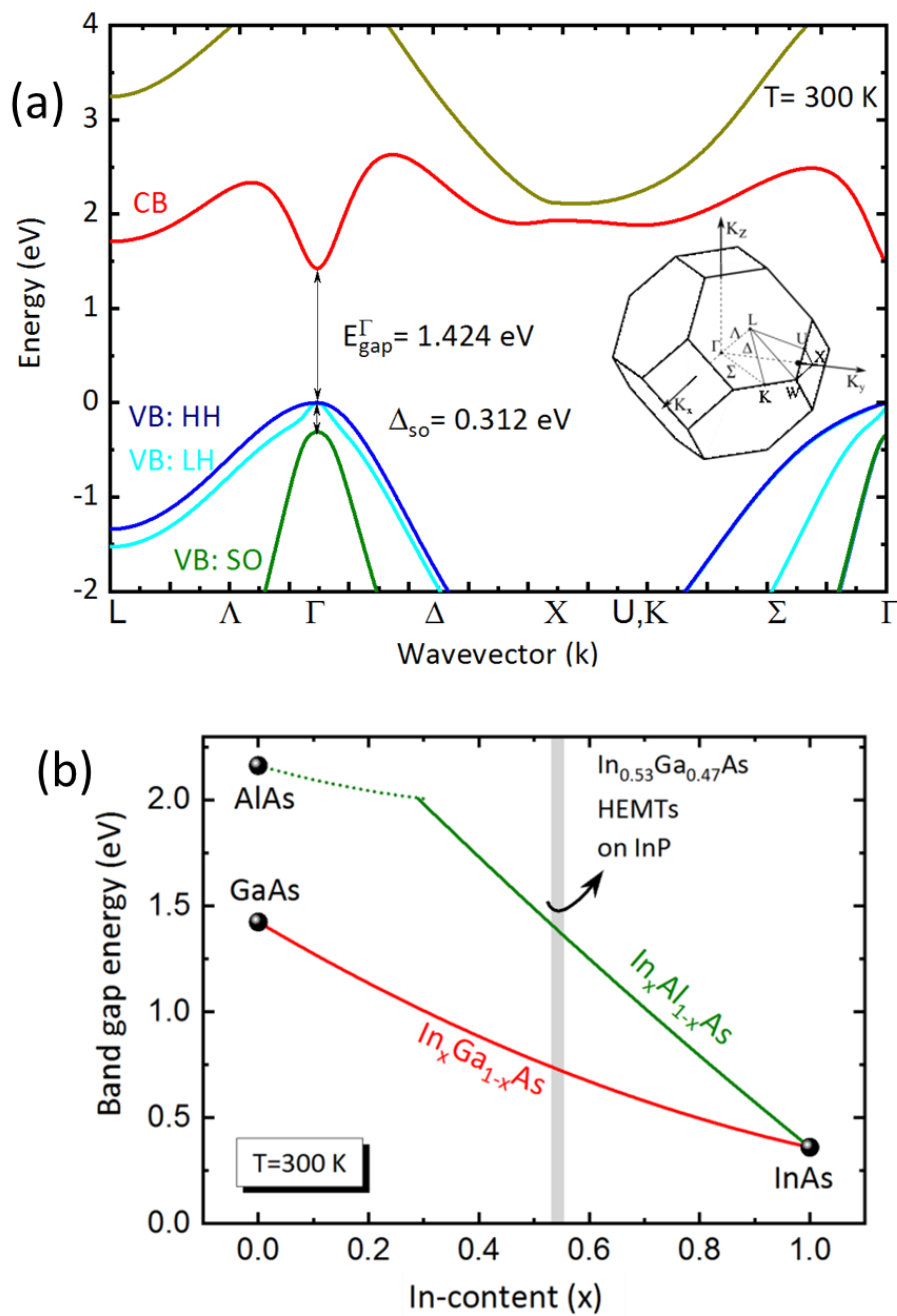 (a)
4
3
2
1
0
-1
-2
Energy (eV)
T= 300 K
CB
E^Γ_gap= 1.424 eV
Δ_so= 0.312 eV
VB: HH
VB: LH
VB: SO
K_Z
L
Λ
U
Γ
Δ
X
Σ
K_y
K_x
K
W
L Λ Γ Δ X U,K Σ Γ
Wavevector (k)
(b)
2.0
1.5
1.0
0.5
0.0
Band gap energy (eV)
AlAs
GaAs
In₀.₅₃Ga₀.₄₇As
HEMTs
on InP
InₓAl₁₋ₓAs
InₓGa₁₋ₓAs
InAs
T=300 K
0.0 0.2 0.4 0.6 0.8 1.0
In-content (x)